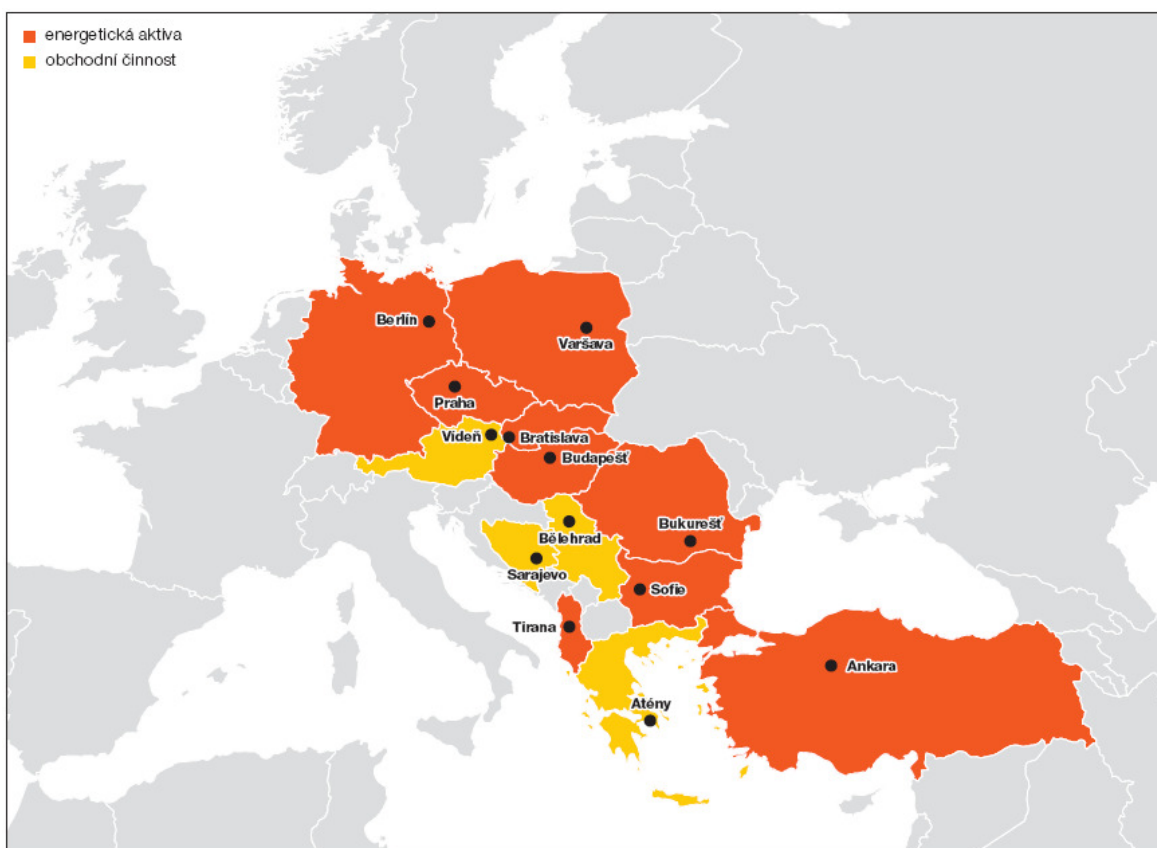 energetická aktiva
obchodní činnost
Berlín
Varšava
Praha
Vídeň
Bratislava
Budapešť
Bukurešť
Bělehrad
Sarajevo
Sofie
Tirana
Ankara
Atény